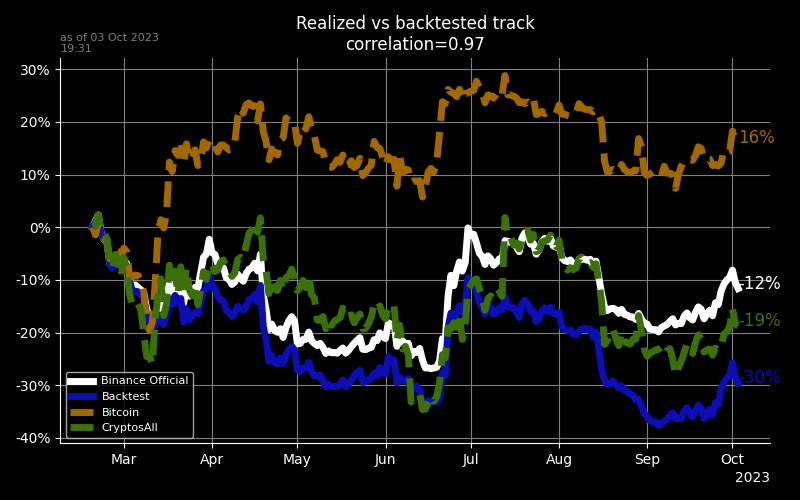 Realized vs backtested track
correlation=0.97
as of 03 Oct 2023
19:31
30%
20%
10%
0%
-10%
-20%
-30%
-40%
16%
-12%
-19%
-30%
Binance Official
Backtest
Bitcoin
CryptosAll
Mar
Apr
May
Jun
Jul
Aug
Sep
Oct
2023